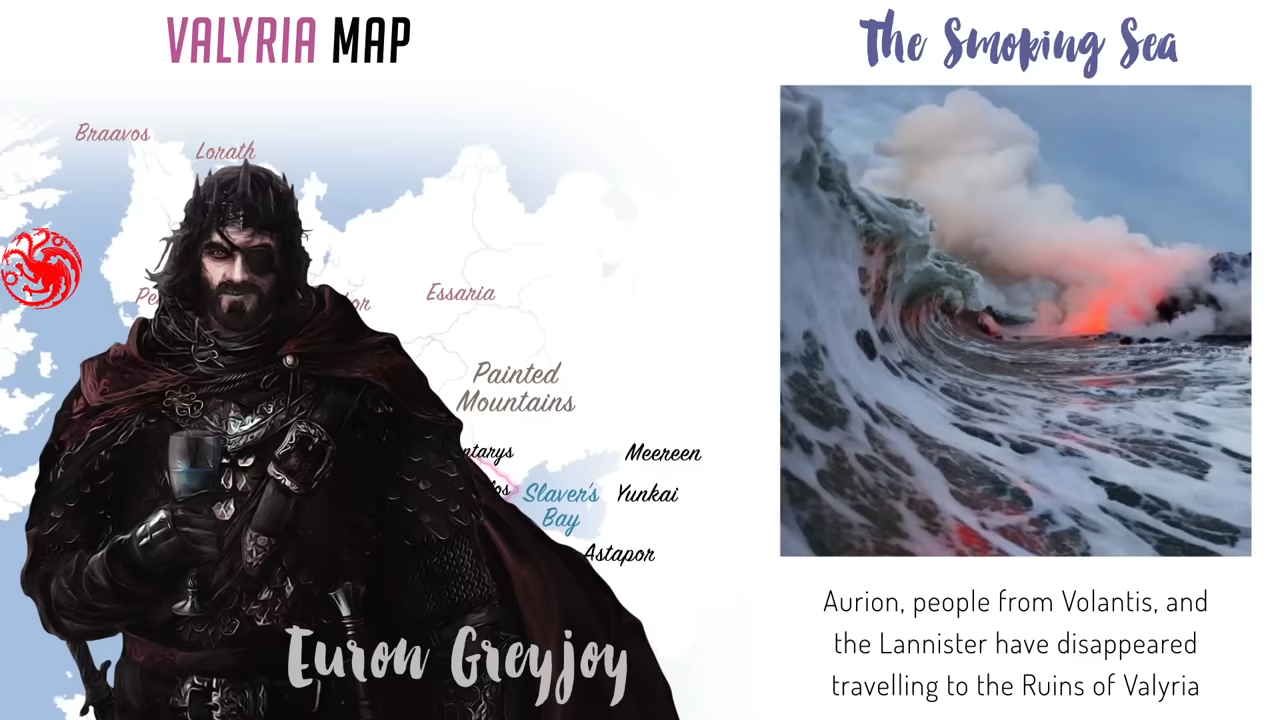 VALYRIA MAP
Braavos
Lorath
Essaria
Painted
Mountains
Meereen
Slaver's
Bay
Yunkai
Astapor
Euron Greyjoy
The Smoking Sea
Aurion, people from Volantis, and
the Lannister have disappeared
travelling to the Ruins of Valyria